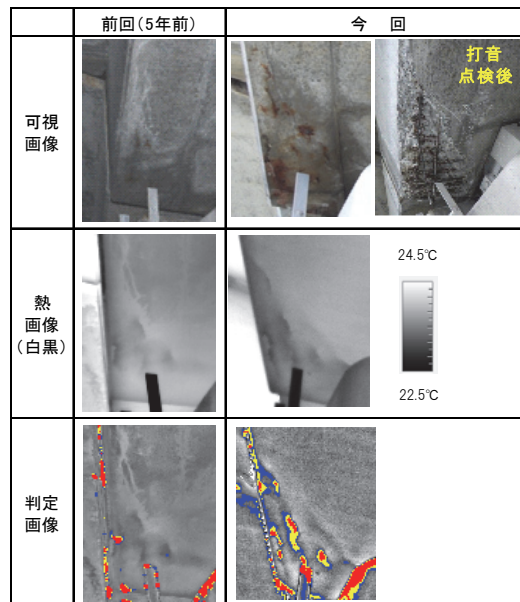 前回(5年前)
今 回
可視
画像
打音
点検後
熱
画像
(白黒)
24.5℃
22.5℃
判定
画像